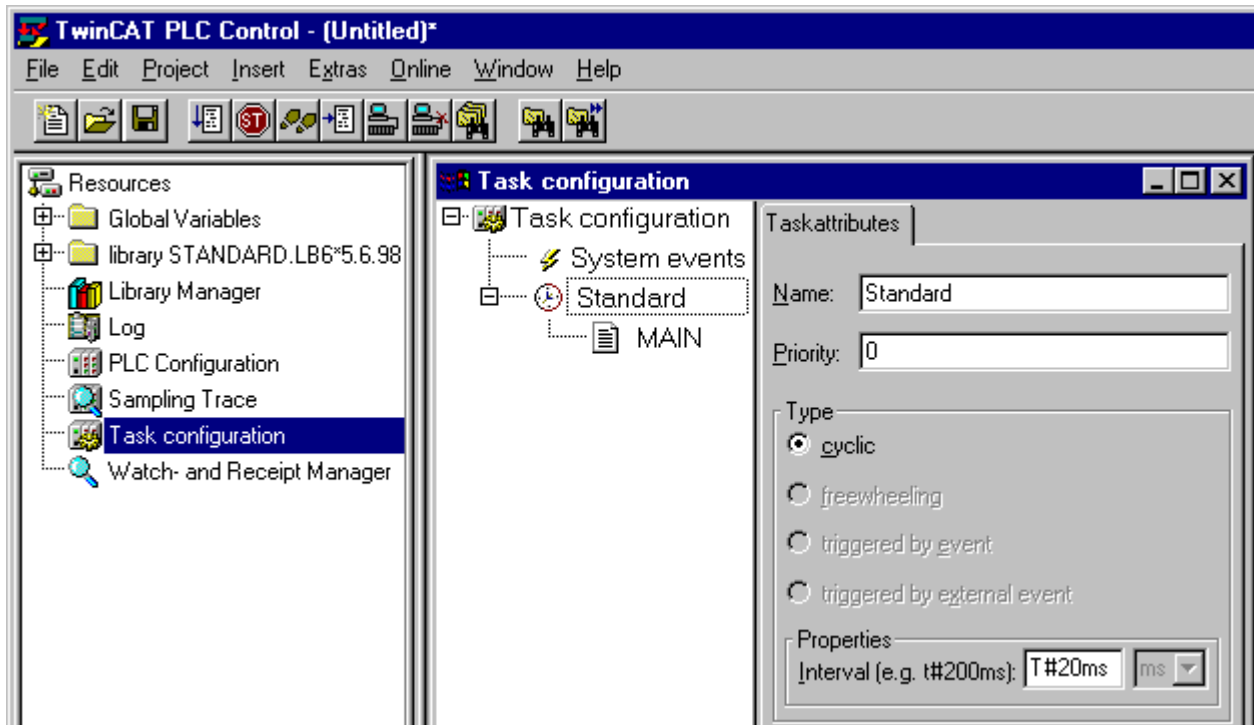 TwinCAT PLC Control - (Untitled)*
File Edit Project Insert Extras Online Window Help
ST
Resources
Global Variables
library STANDARD.LB6*5.6.98
Library Manager
Log
PLC Configuration
Sampling Trace
Task configuration
Watch- and Receipt Manager
Task configuration
Task configuration
System events
Standard
MAIN
Taskattributes
Name: Standard
Priority: 0
Type
cyclic
freewheeling
triggered by event
triggered by external event
Properties
Interval (e.g. t#200ms): T#20ms ms